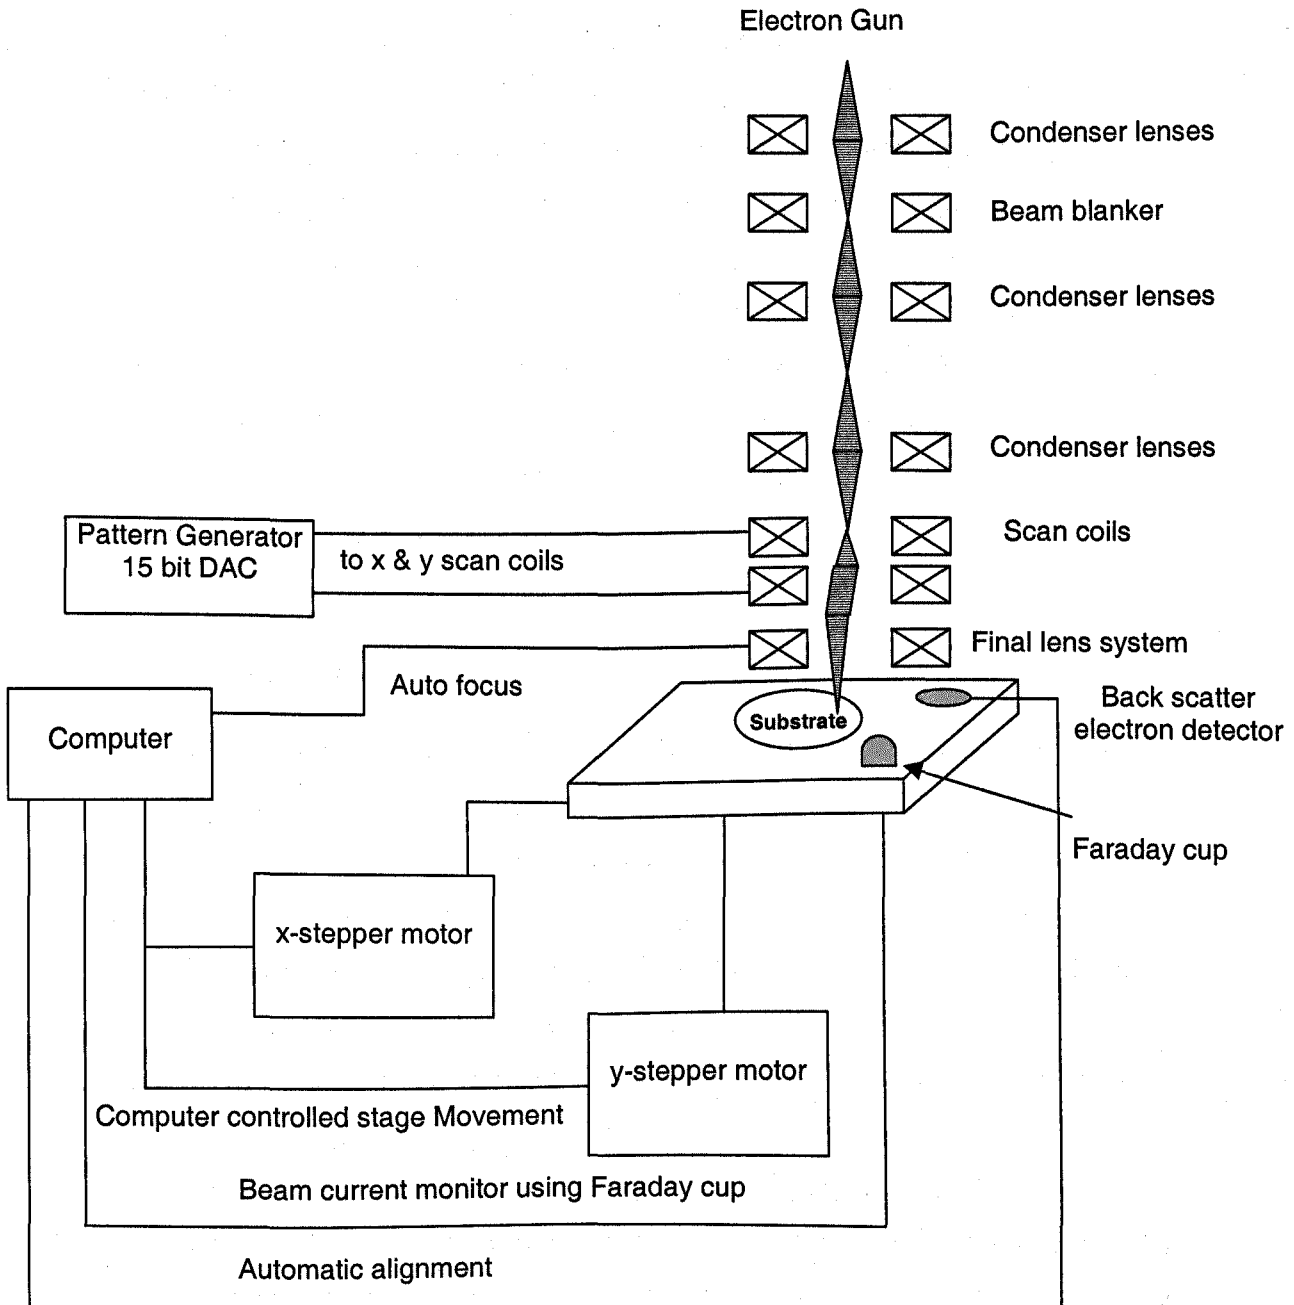 Electron Gun
Condenser lenses
Beam blanker
Condenser lenses
Condenser lenses
Pattern Generator
15 bit DAC
to x & y scan coils
Scan coils
Final lens system
Auto focus
Computer
Substrate
Back scatter
electron detector
Faraday cup
x-stepper motor
y-stepper motor
Computer controlled stage Movement
Beam current monitor using Faraday cup
Automatic alignment